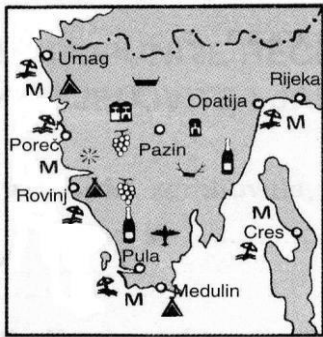 Umag
Rijeka
M
Opatija
M
Poreč
Pazin
M
Rovinj
M
Cres
Pula
M
Medulin